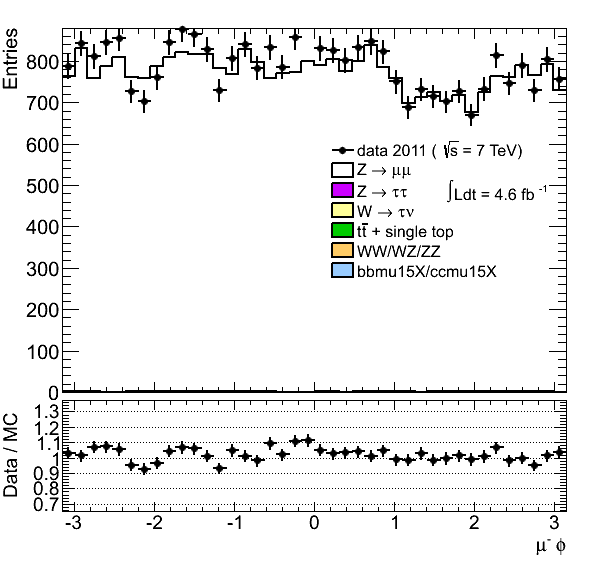 Entries
800
700
600
500
400
300
200
100
0
data 2011 ( √s = 7 TeV)
Z → μμ
Z → ττ
∫Ldt = 4.6 fb⁻¹
W → τν
tt̅ + single top
WW/WZ/ZZ
bbmu15X/ccmu15X
Data / MC
1.3
1.2
1.1
1
0.9
0.8
0.7
-3 -2 -1 0 1 2 3
μ⁻ ϕ